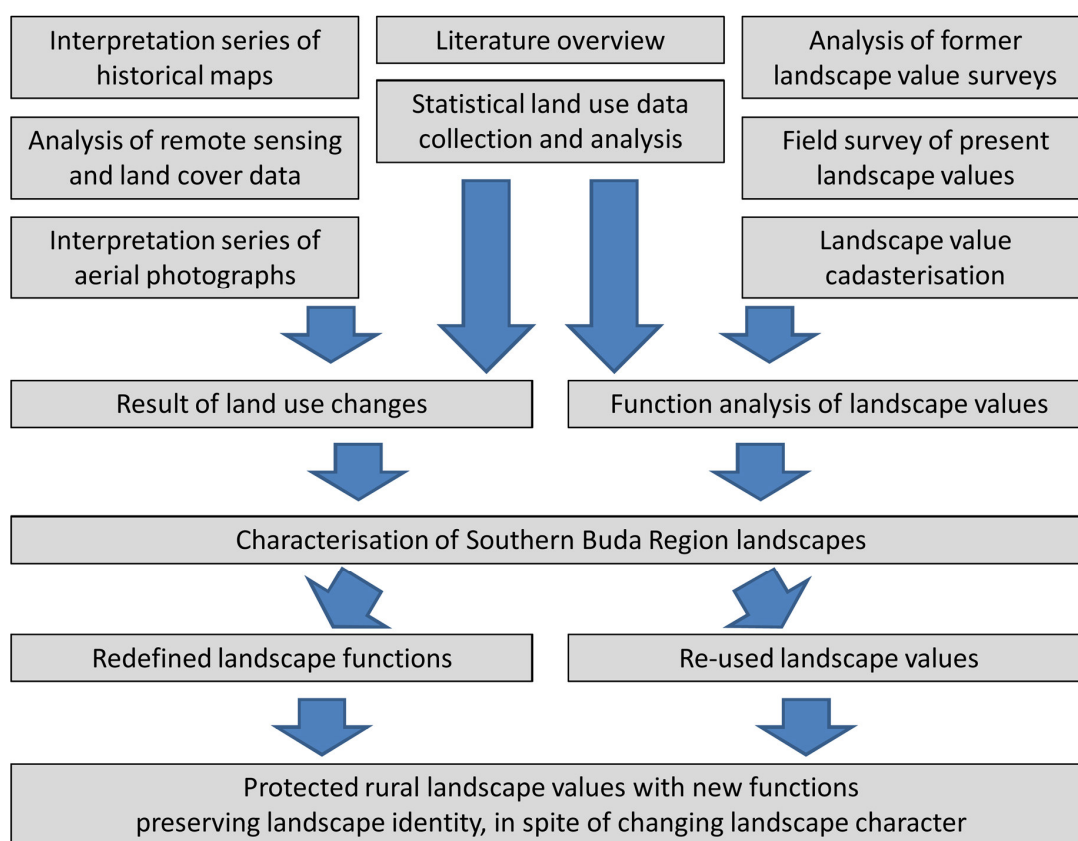 Interpretation series of
historical maps
Literature overview
Analysis of former
landscape value surveys
Statistical land use data
collection and analysis
Analysis of remote sensing
and land cover data
Field survey of present
landscape values
Interpretation series of
aerial photographs
Landscape value
cadasterisation
Result of land use changes
Function analysis of landscape values
Characterisation of Southern Buda Region landscapes
Redefined landscape functions
Re-used landscape values
Protected rural landscape values with new functions
preserving landscape identity, in spite of changing landscape character